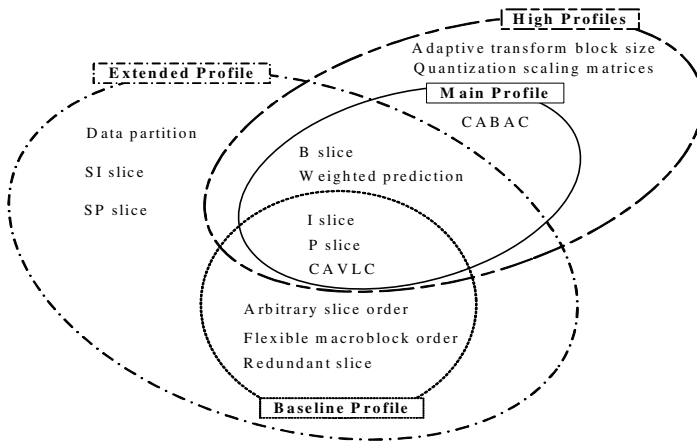 High Profiles
Adaptive transform block size
Quantization scaling matrices
Extended Profile
Main Profile
CABAC
Data partition
SI slice
SP slice
B slice
Weighted prediction
I slice
P slice
CAVLC
Arbitrary slice order
Flexible macroblock order
Redundant slice
Baseline Profile